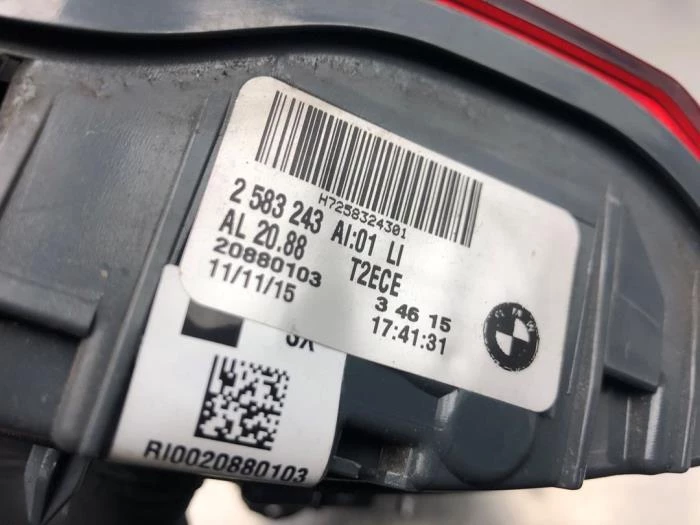 H7258324301
2 583 243 AI:01 LI
AL 20.88 T2ECE
20880103
11/11/15
3 46 15
17:41:31
BMW
RI0020880103